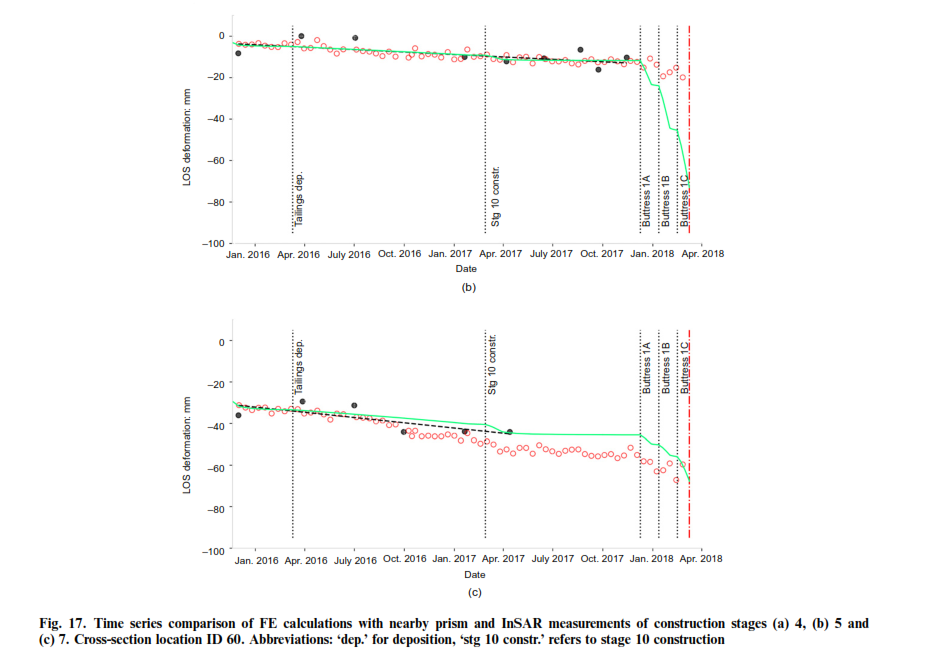 0
−20
−40
−60
−80
−100
LOS deformation: mm
Tailings dep.
Stg 10 constr.
Buttress 1A
Buttress 1B
Buttress 1C
Jan. 2016 Apr. 2016 July 2016 Oct. 2016 Jan. 2017 Apr. 2017 July 2017 Oct. 2017 Jan. 2018 Apr. 2018
Date
(b)
0
−20
−40
−60
−80
−100
LOS deformation: mm
Tailings dep.
Stg 10 constr.
Buttress 1A
Buttress 1B
Buttress 1C
Jan. 2016 Apr. 2016 July 2016 Oct. 2016 Jan. 2017 Apr. 2017 July 2017 Oct. 2017 Jan. 2018 Apr. 2018
Date
(c)
Fig. 17. Time series comparison of FE calculations with nearby prism and InSAR measurements of construction stages (a) 4, (b) 5 and
(c) 7. Cross-section location ID 60. Abbreviations: ‘dep.’ for deposition, ‘stg 10 constr.’ refers to stage 10 construction